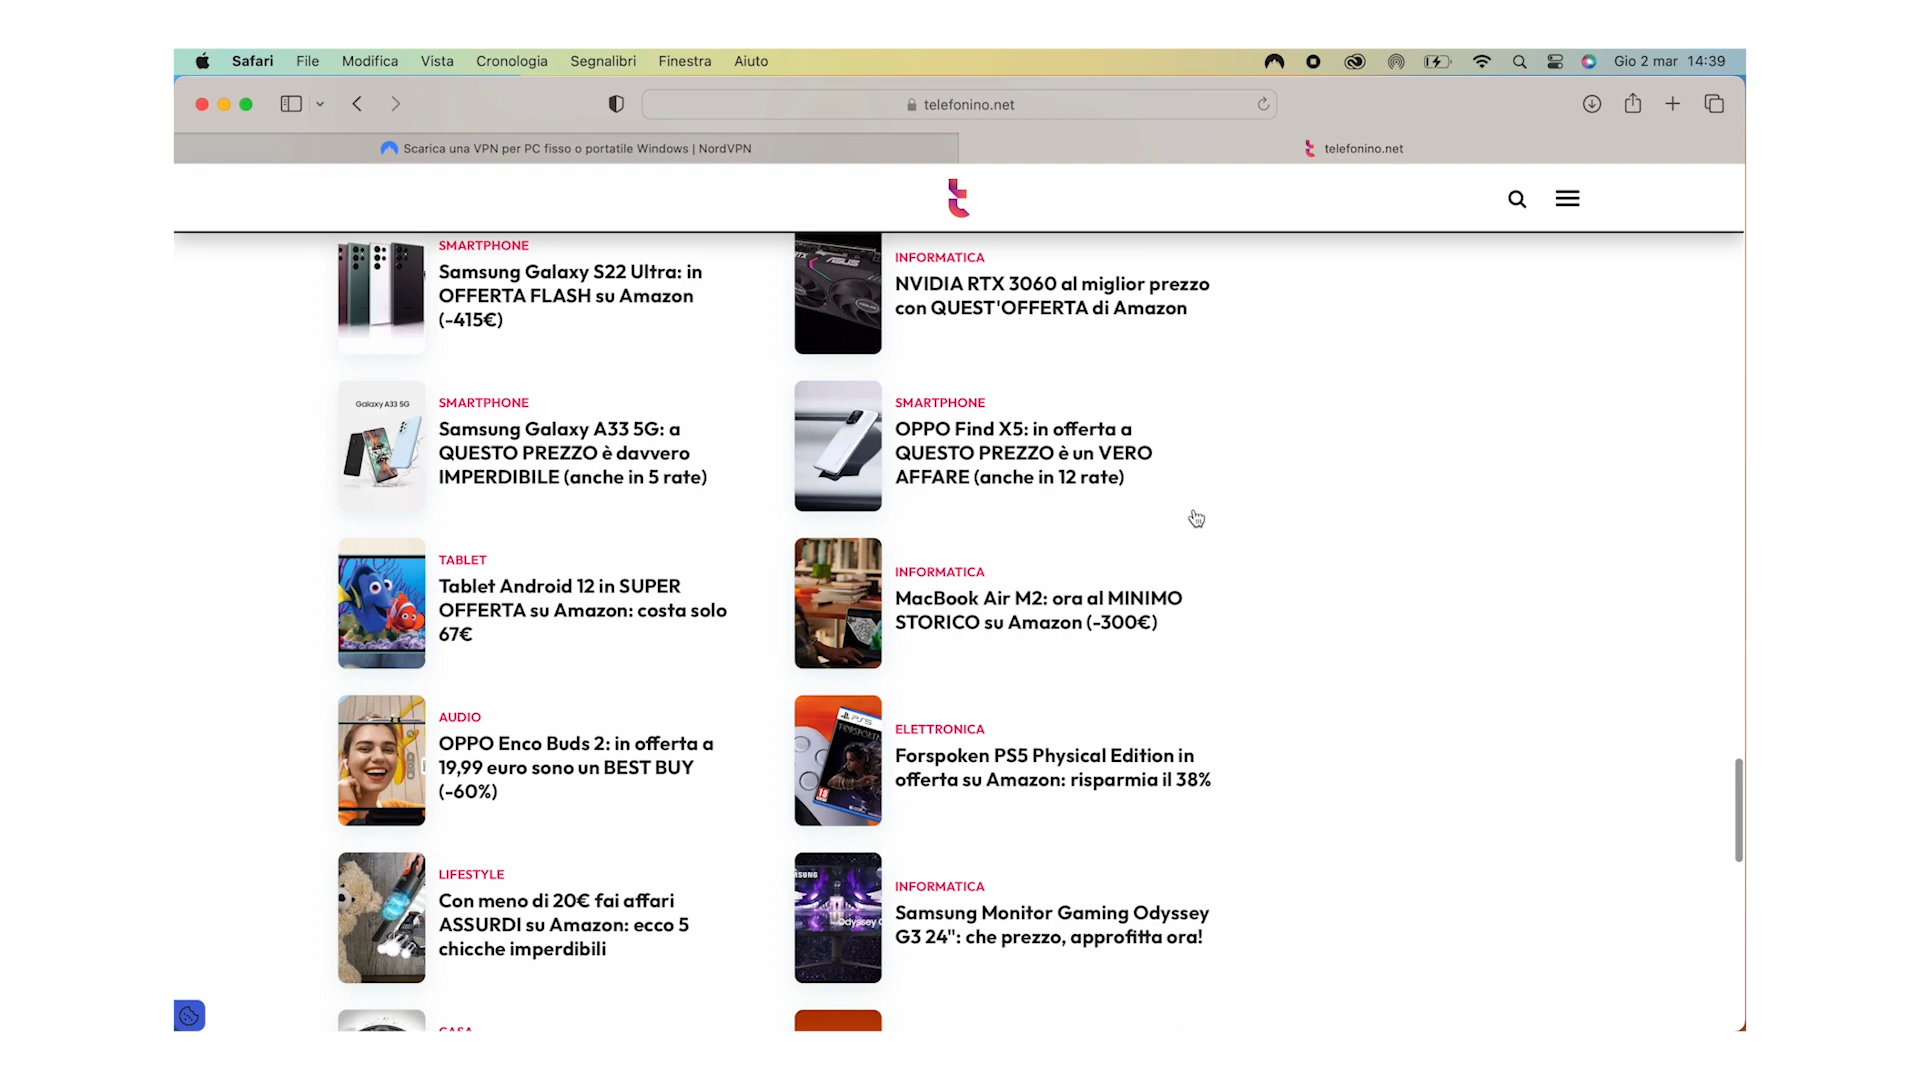 Safari File Modifica Vista Cronologia Segnalibri Finestra Aiuto Gio 2 mar 14:39
telefonino.net
Scarica una VPN per PC fisso o portatile Windows | NordVPN
telefonino.net
SMARTPHONE
Samsung Galaxy S22 Ultra: in
OFFERTA FLASH su Amazon
(-415€)
INFORMATICA
NVIDIA RTX 3060 al miglior prezzo
con QUEST'OFFERTA di Amazon
Galaxy A33 5G
SMARTPHONE
Samsung Galaxy A33 5G: a
QUESTO PREZZO è davvero
IMPERDIBILE (anche in 5 rate)
SMARTPHONE
OPPO Find X5: in offerta a
QUESTO PREZZO è un VERO
AFFARE (anche in 12 rate)
TABLET
Tablet Android 12 in SUPER
OFFERTA su Amazon: costa solo
67€
INFORMATICA
MacBook Air M2: ora al MINIMO
STORICO su Amazon (-300€)
AUDIO
OPPO Enco Buds 2: in offerta a
19,99 euro sono un BEST BUY
(-60%)
PS5
ELETTRONICA
Forspoken PS5 Physical Edition in
offerta su Amazon: risparmia il 38%
LIFESTYLE
Con meno di 20€ fai affari
ASSURDI su Amazon: ecco 5
chicche imperdibili
INFORMATICA
Samsung Monitor Gaming Odyssey
G3 24": che prezzo, approfitta ora!
CASA